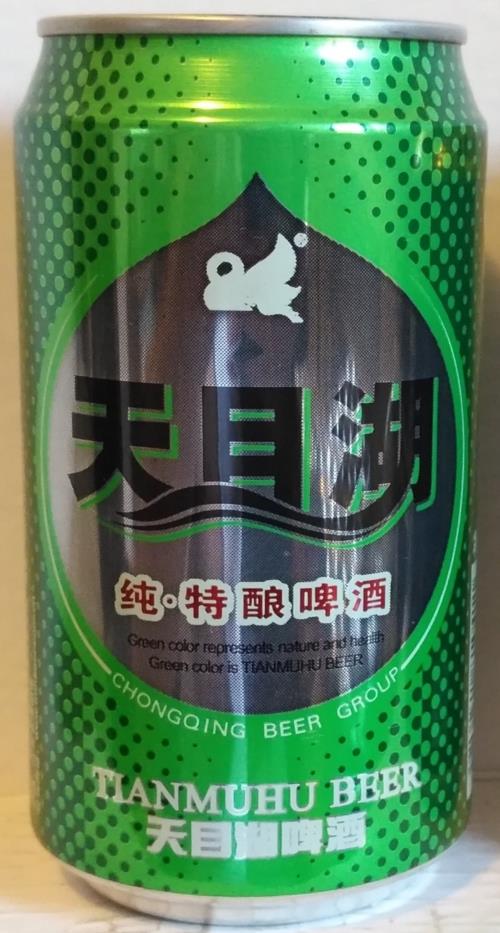 天目湖
纯·特酿啤酒
Green color represents nature and health
Green color is TIANMUHU BEER
CHONGQING BEER GROUP
TIANMUHU BEER
天目湖啤酒